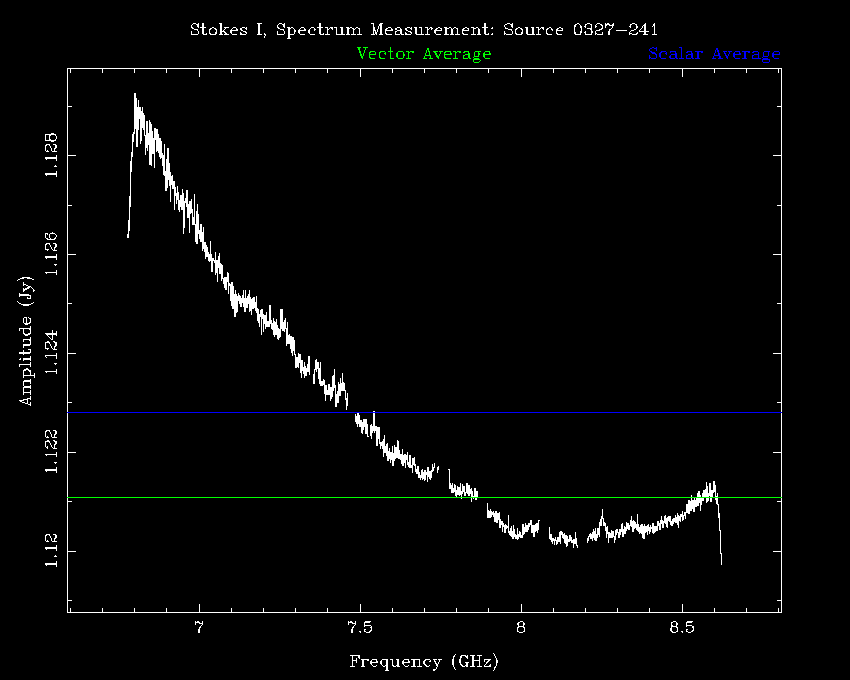 Stokes I, Spectrum Measurement: Source 0327-241
Vector Average
Scalar Average
1.128
1.126
1.124
1.122
1.12
Amplitude (Jy)
7
7.5
8
8.5
Frequency (GHz)